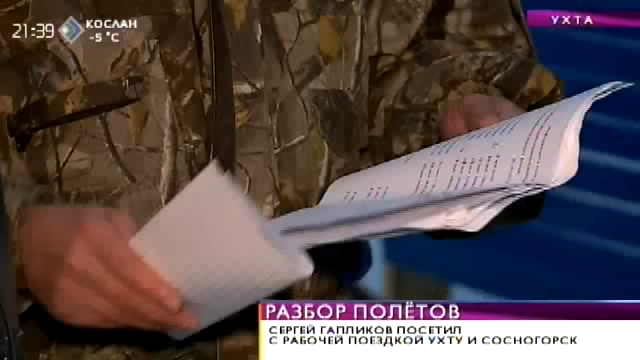 21:39
КОСЛАН
-5 °C
УХТА
РАЗБОР ПОЛЁТОВ
СЕРГЕЙ ГАПЛИКОВ ПОСЕТИЛ
С РАБОЧЕЙ ПОЕЗДКОЙ УХТУ И СОСНОГОРСК